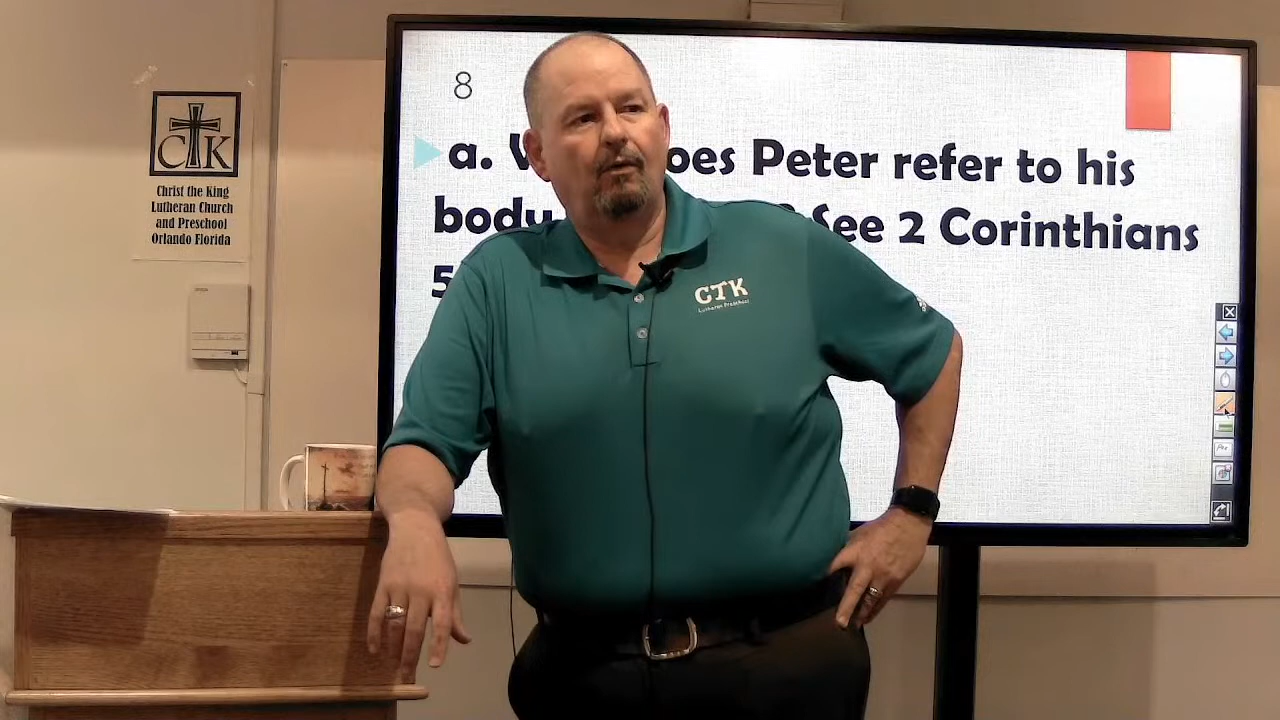 CTK
Christ the King
Lutheran Church
and Preschool
Orlando Florida
8
a. oes Peter refer to his
body See 2 Corinthians
5
CTK
Lutheran Preschool